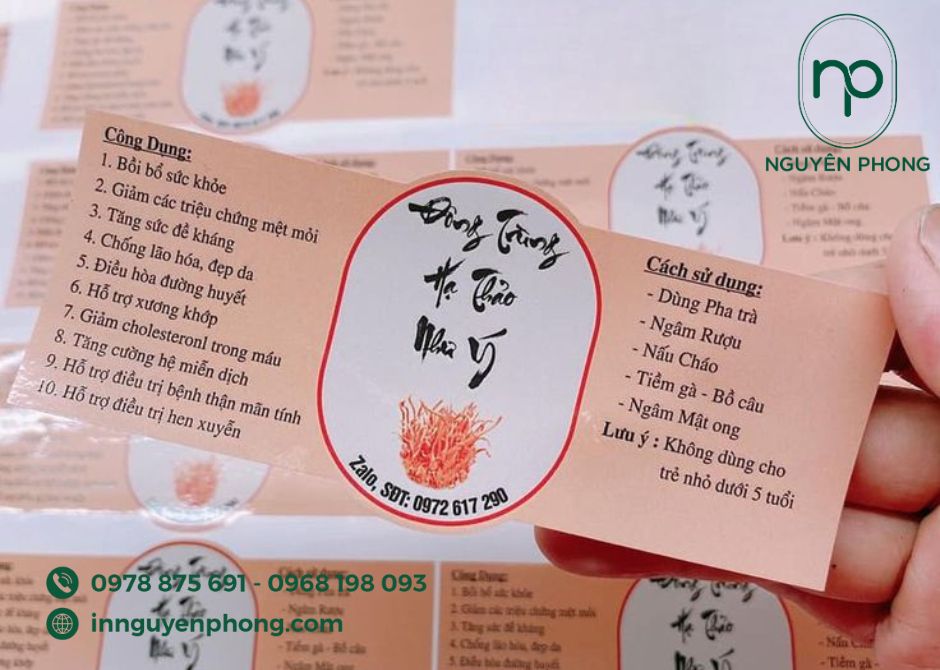 np
NGUYÊN PHONG
Công Dụng:
1. Bồi bổ sức khỏe
2. Giảm các triệu chứng mệt mỏi
3. Tăng sức đề kháng
4. Chống lão hóa, đẹp da
5. Điều hòa đường huyết
6. Hỗ trợ xương khớp
7. Giảm cholesteronl trong máu
8. Tăng cường hệ miễn dịch
9. Hỗ trợ điều trị bệnh thận mãn tính
10. Hỗ trợ điều trị hen xuyễn
Đông Trùng
Hạ Thảo
Như Ý
Zalo, SĐT: 0972 617 290
Cách sử dụng:
- Dùng Pha trà
- Ngâm Rượu
- Nấu Cháo
- Tiềm gà - Bồ câu
- Ngâm Mật ong
Lưu ý : Không dùng cho
trẻ nhỏ dưới 5 tuổi
0978 875 691 - 0968 198 093
innguyenphong.com